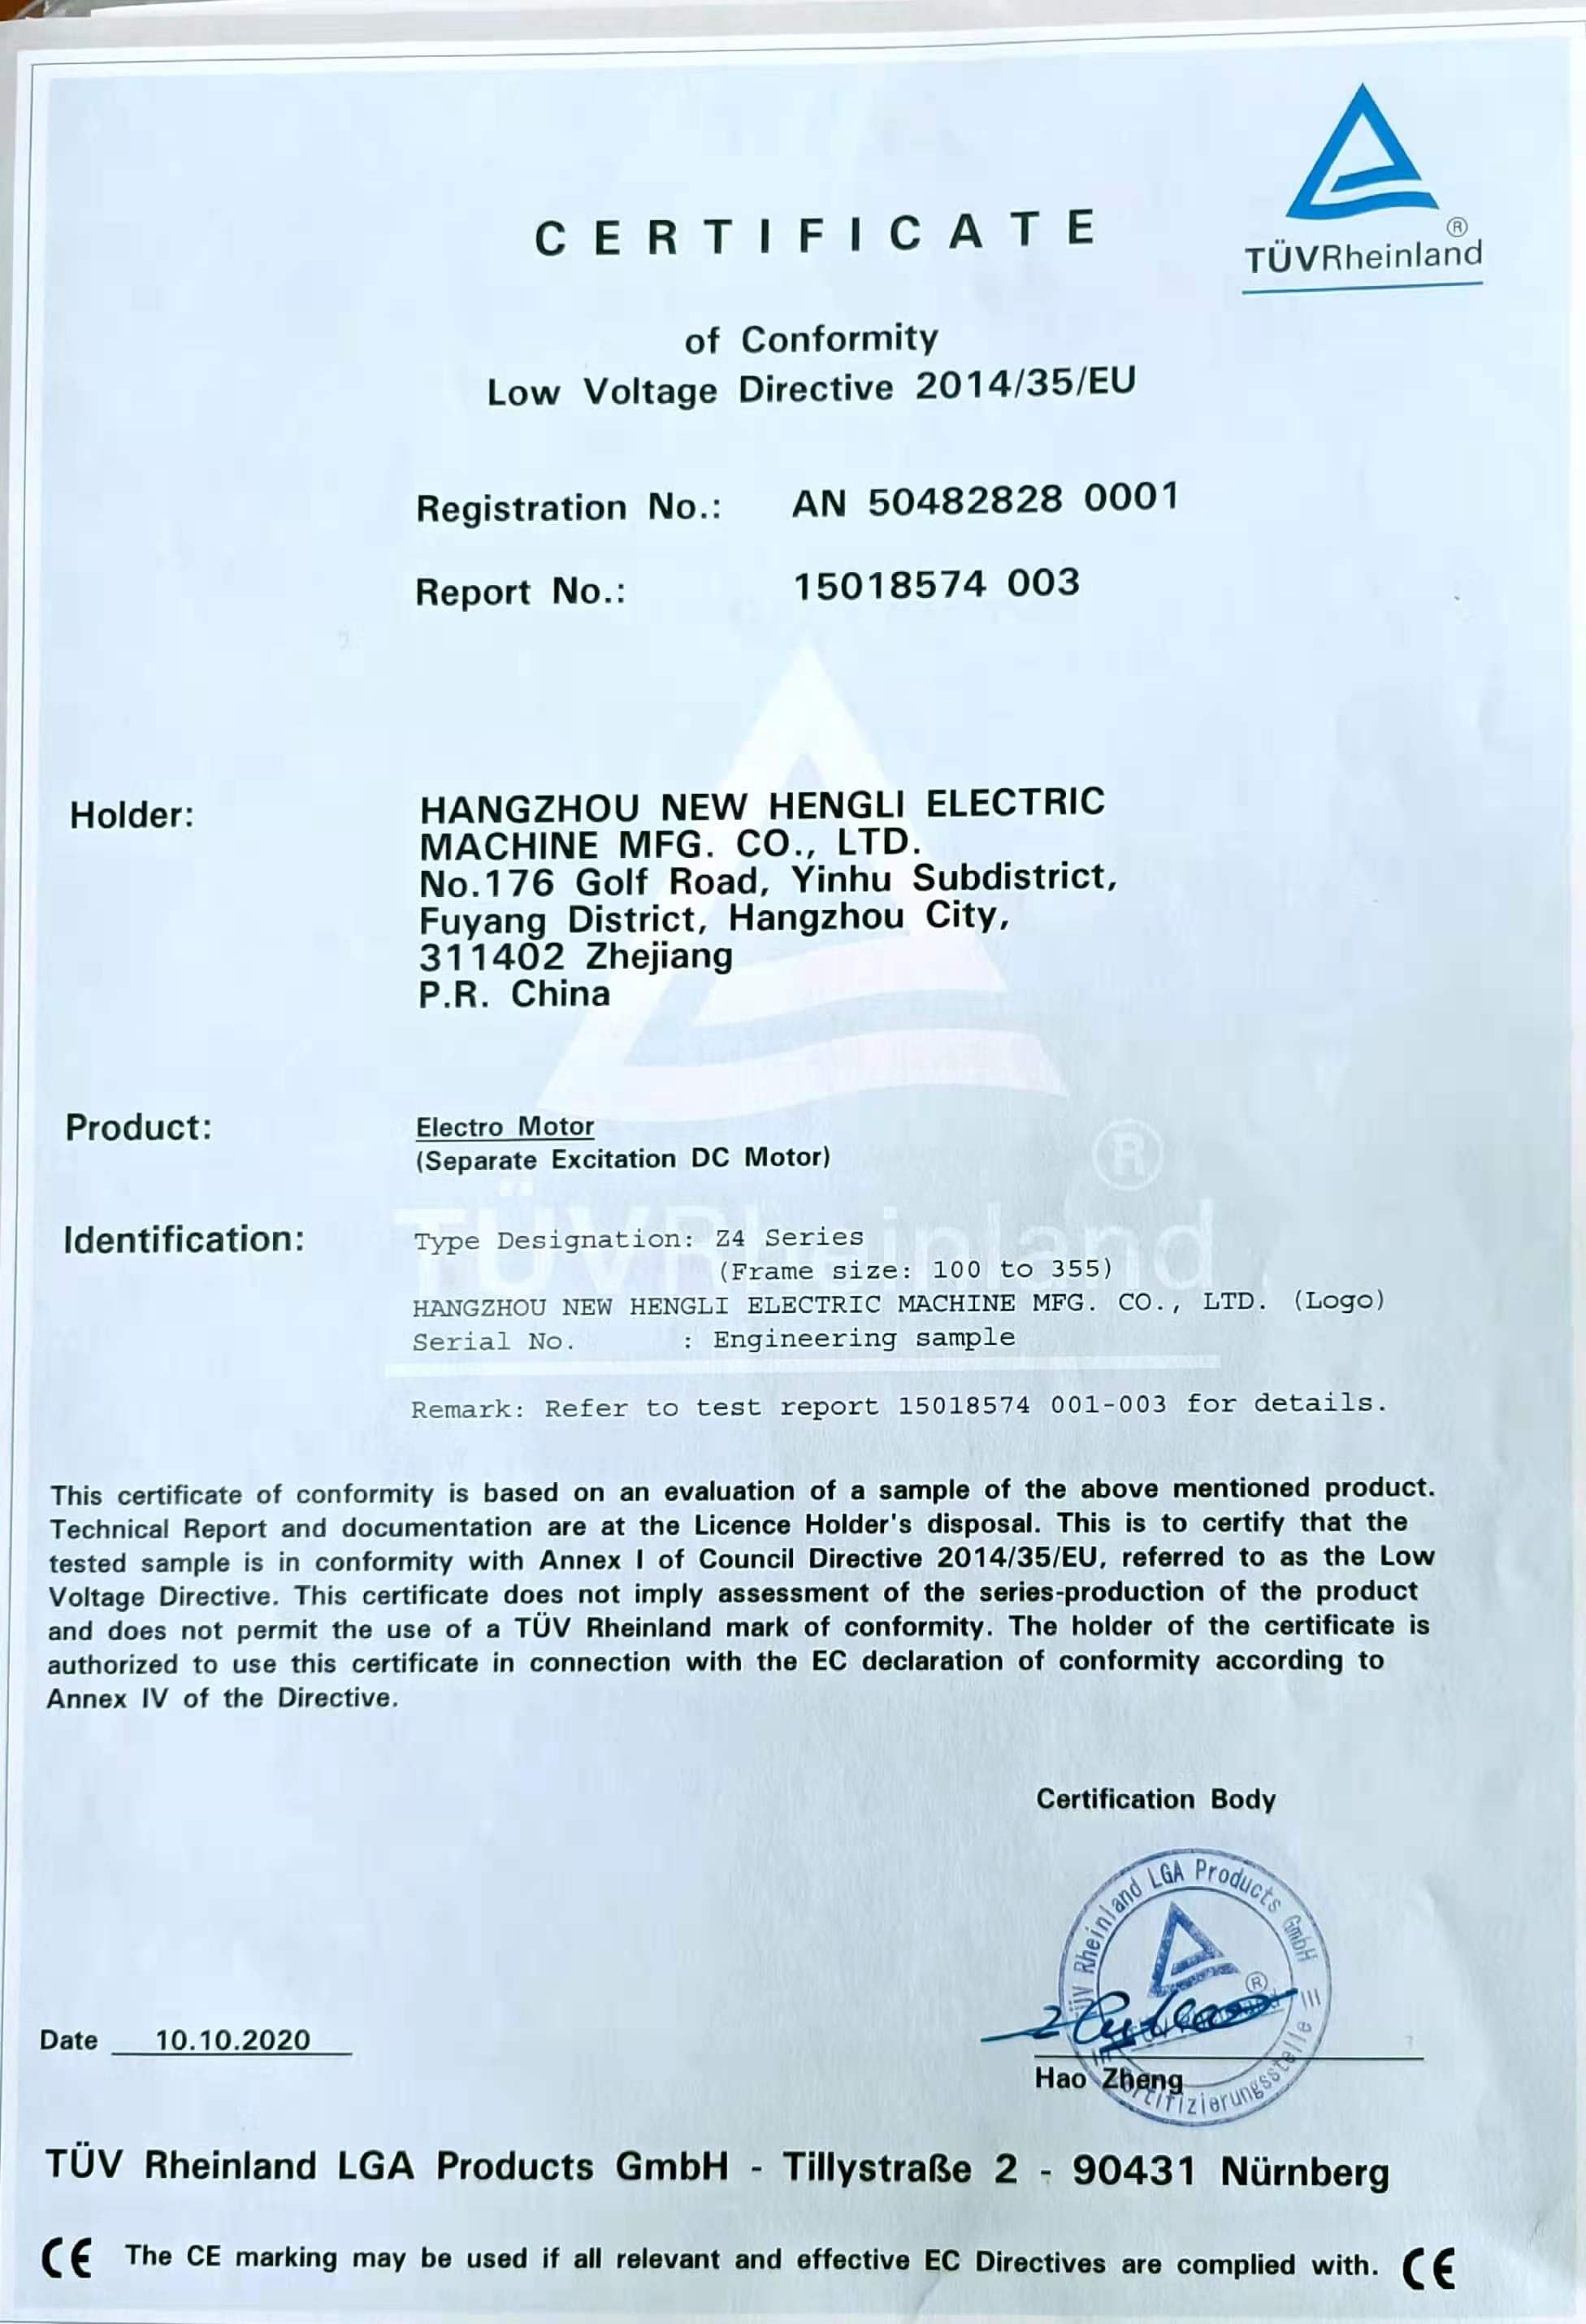 CERTIFICATE
®
TÜVRheinland
of Conformity
Low Voltage Directive 2014/35/EU
Registration No.: AN 50482828 0001
Report No.: 15018574 003
Holder: HANGZHOU NEW HENGLI ELECTRIC
MACHINE MFG. CO., LTD.
No.176 Golf Road, Yinhu Subdistrict,
Fuyang District, Hangzhou City,
311402 Zhejiang
P.R. China
Product: Electro Motor
(Separate Excitation DC Motor)
®
TÜVRheinland
Identification: Type Designation: Z4 Series
(Frame size: 100 to 355)
HANGZHOU NEW HENGLI ELECTRIC MACHINE MFG. CO., LTD. (Logo)
Serial No. : Engineering sample
Remark: Refer to test report 15018574 001-003 for details.
This certificate of conformity is based on an evaluation of a sample of the above mentioned product.
Technical Report and documentation are at the Licence Holder's disposal. This is to certify that the
tested sample is in conformity with Annex I of Council Directive 2014/35/EU, referred to as the Low
Voltage Directive. This certificate does not imply assessment of the series-production of the product
and does not permit the use of a TÜV Rheinland mark of conformity. The holder of the certificate is
authorized to use this certificate in connection with the EC declaration of conformity according to
Annex IV of the Directive.
Certification Body
TÜV Rheinland LGA Products GmbH
®
Zertifizierungsstelle
Date 10.10.2020
Hao Zheng
TÜV Rheinland LGA Products GmbH - Tillystraße 2 - 90431 Nürnberg
CE The CE marking may be used if all relevant and effective EC Directives are complied with. CE